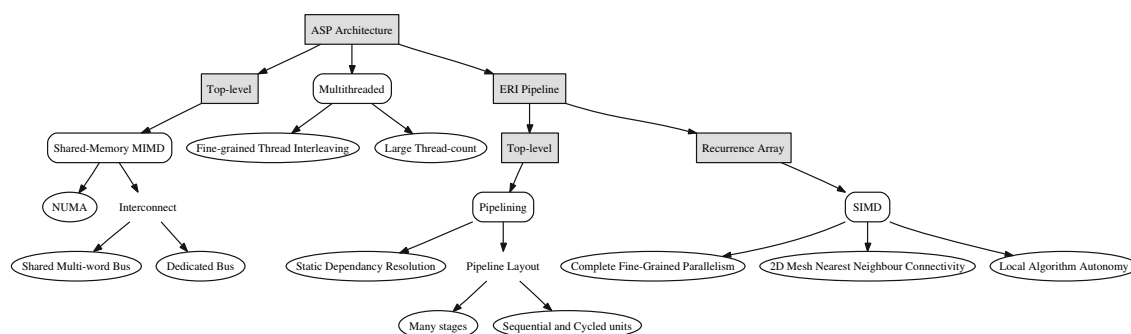 ASP Architecture
Top-level
Multithreaded
ERI Pipeline
Shared-Memory MIMD
Fine-grained Thread Interleaving
Large Thread-count
Top-level
Recurrence Array
NUMA
Interconnect
Pipelining
SIMD
Shared Multi-word Bus
Dedicated Bus
Static Dependancy Resolution
Pipeline Layout
Complete Fine-Grained Parallelism
2D Mesh Nearest Neighbour Connectivity
Local Algorithm Autonomy
Many stages
Sequential and Cycled units